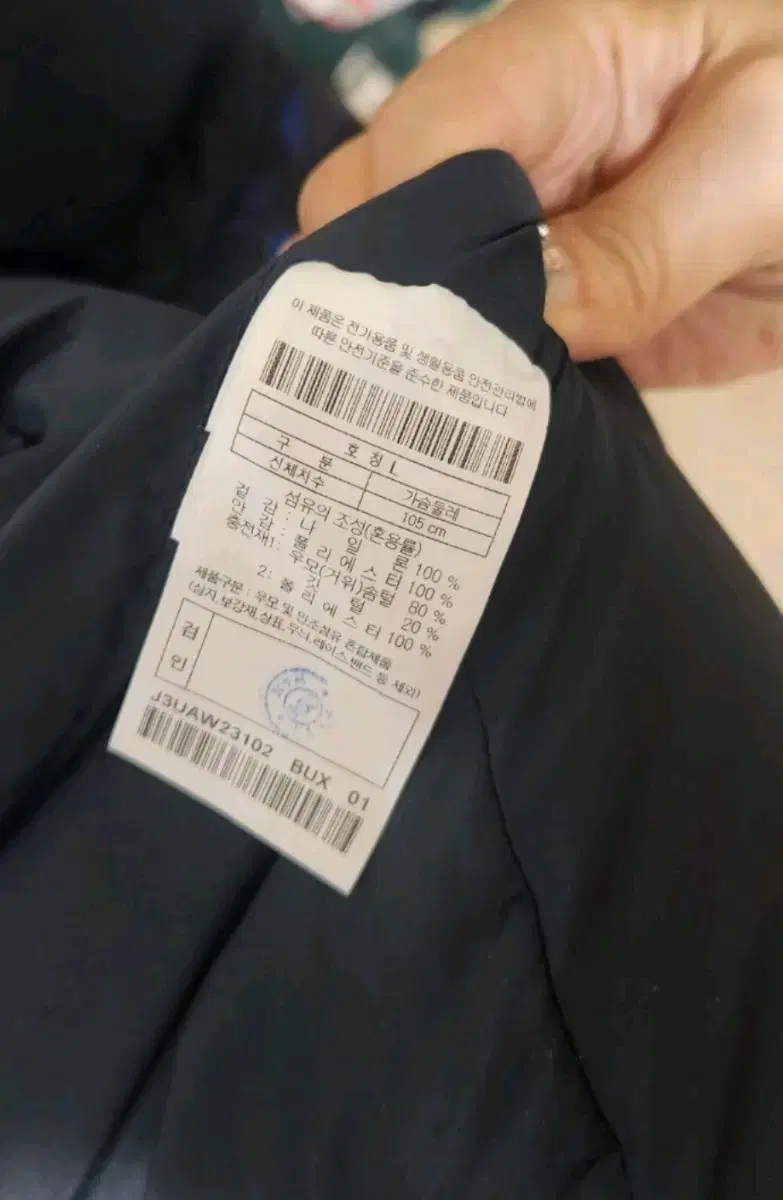 이 제품은 전기용품 및 생활용품 안전관리법에
따른 안전기준을 준수한 제품입니다
호 칭 L
구 분 가슴둘레
신체치수 105 cm
섬유의 조성(혼용률)
겉 감 : 나 일 론 100 %
안 감 : 폴 리 에 스 터 100 %
충전재1: 우모(거위)솜털 80 %
깃 털 20 %
2: 폴 리 에 스 터 100 %
제품구분 : 우모 및 인조섬유 혼합제품
(심지,보강재,상표,무늬,레이스밴드 등 제외)
검 인
J3UAW23102 BUX 01